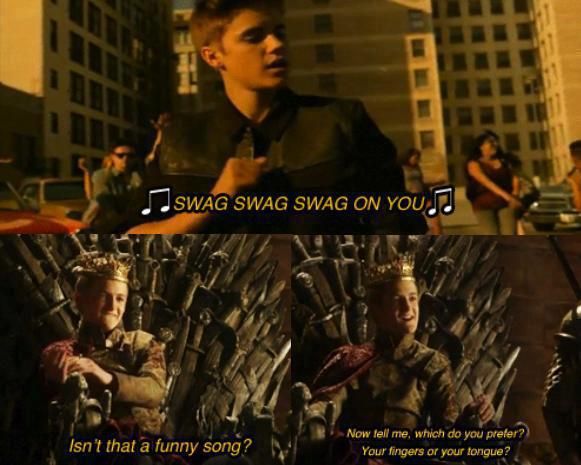 ♫SWAG SWAG SWAG ON YOU♫
Isn't that a funny song?
Now tell me, which do you prefer?
Your fingers or your tongue?